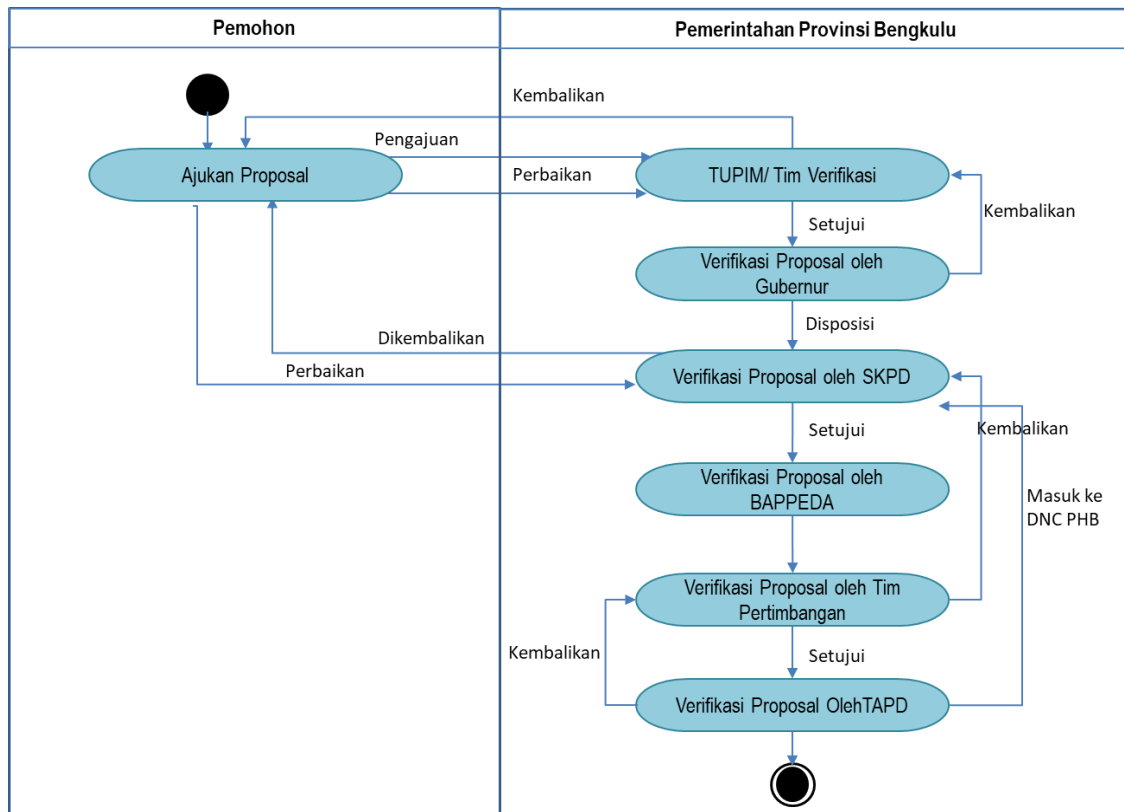 Pemohon
Pemerintahan Provinsi Bengkulu
Kembalikan
Pengajuan
Ajukan Proposal
Perbaikan
TUPIM/ Tim Verifikasi
Kembalikan
Setujui
Verifikasi Proposal oleh
Gubernur
Disposisi
Dikembalikan
Perbaikan
Verifikasi Proposal oleh SKPD
Kembalikan
Setujui
Verifikasi Proposal oleh
BAPPEDA
Masuk ke
DNC PHB
Verifikasi Proposal oleh Tim
Pertimbangan
Kembalikan
Setujui
Verifikasi Proposal OlehTAPD